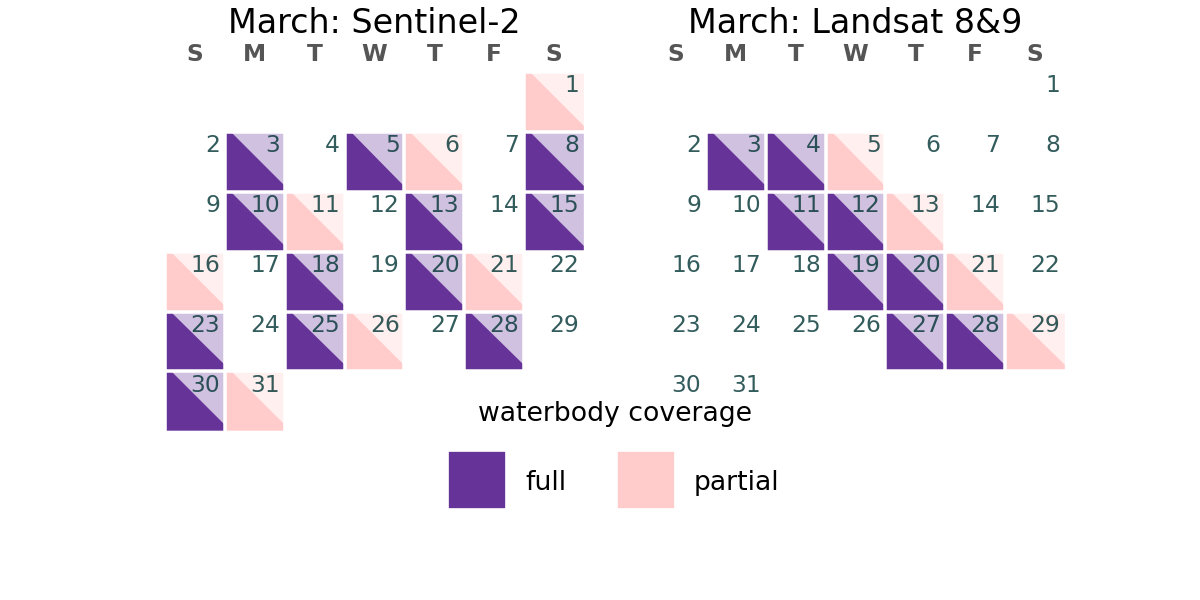 March: Sentinel-2
S M T W T F S
1
2 3 4 5 6 7 8
9 10 11 12 13 14 15
16 17 18 19 20 21 22
23 24 25 26 27 28 29
30 31
March: Landsat 8&9
S M T W T F S
1
2 3 4 5 6 7 8
9 10 11 12 13 14 15
16 17 18 19 20 21 22
23 24 25 26 27 28 29
30 31
waterbody coverage
full partial